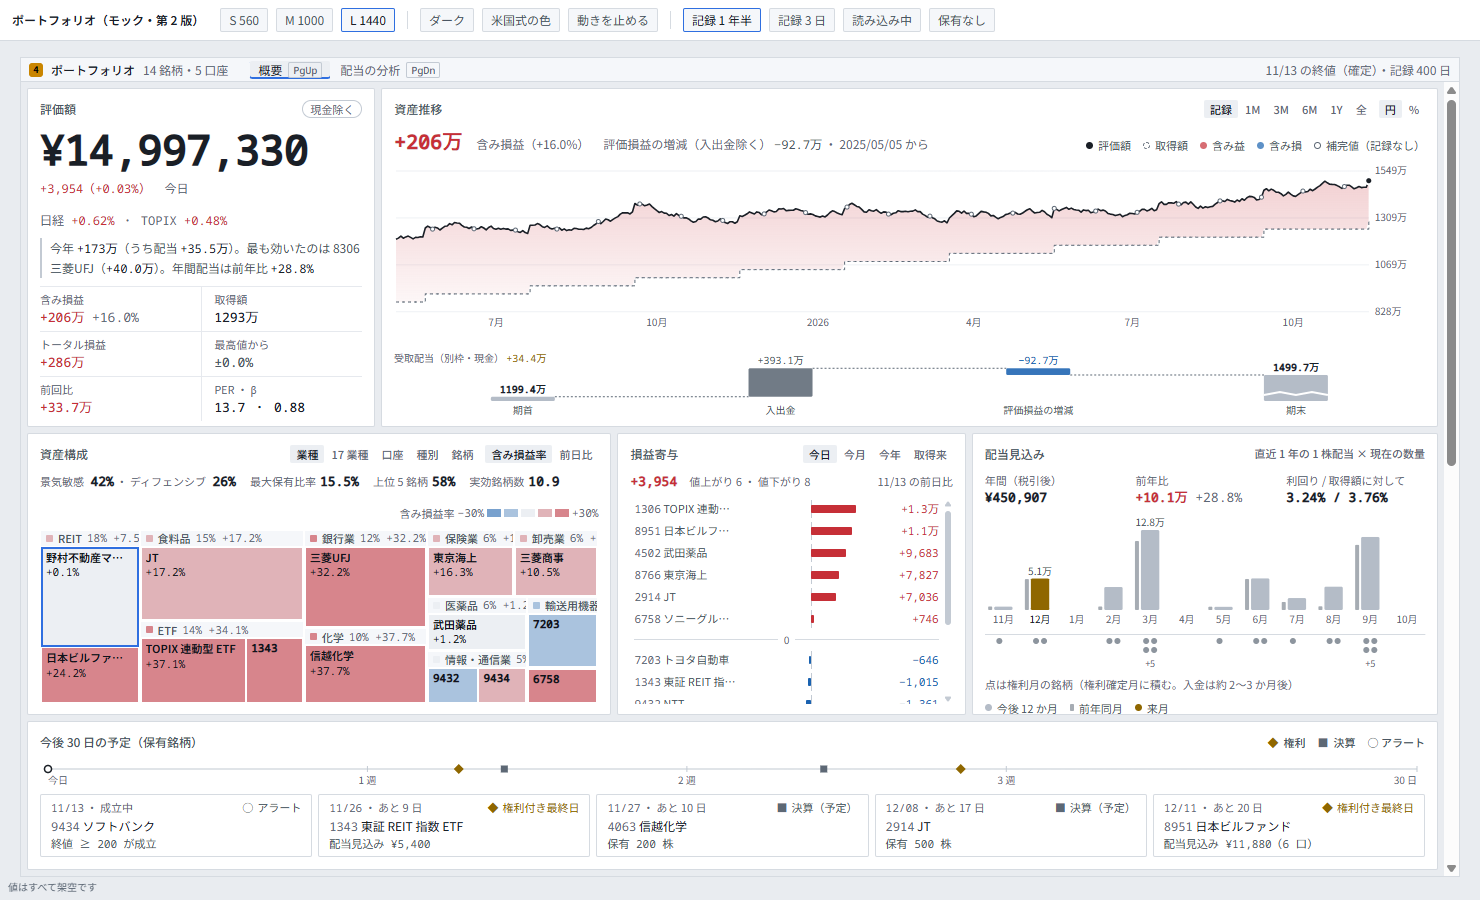 ポートフォリオ（モック・第 2 版） S 560 M 1000 L 1440 ダーク 米国式の色 動きを止める 記録 1 年半 記録 3 日 読み込み中 保有なし
4 ポートフォリオ 14 銘柄・5 口座 概要 PgUp 配当の分析 PgDn 11/13 の終値（確定）・記録 400 日
評価額 現金除く
¥14,997,330
+3,954（+0.03%） 今日
日経 +0.62% ・ TOPIX +0.48%
今年 +173万（うち配当 +35.5万）。最も効いたのは 8306
三菱UFJ（+40.0万）。年間配当は前年比 +28.8%
含み損益 取得額
+206万 +16.0% 1293万
トータル損益 最高値から
+286万 ±0.0%
前回比 PER・β
+33.7万 13.7 ・ 0.88
資産推移 記録 1M 3M 6M 1Y 全 円 %
+206万 含み損益（+16.0%） 評価損益の増減（入出金除く）−92.7万・2025/05/05 から
評価額 取得額 含み益 含み損 補完値（記録なし）
1549万
1309万
1069万
828万
7月 10月 2026 4月 7月 10月
受取配当（別枠・現金）+34.4万
1199.4万 +393.1万 −92.7万 1499.7万
期首 入出金 評価損益の増減 期末
資産構成 業種 17 業種 口座 種別 銘柄 含み損益率 前日比
景気敏感 42%・ディフェンシブ 26% 最大保有比率 15.5% 上位 5 銘柄 58% 実効銘柄数 10.9
含み損益率 −30% +30%
REIT 18% +7.5 食料品 15% +17.2% 銀行業 12% +32.2% 保険業 6% +1 卸売業 6% +
野村不動産マ…
+0.1%
JT
+17.2%
三菱UFJ
+32.2%
東京海上
+16.3%
三菱商事
+10.5%
医薬品 6% +1.2 輸送用機器
武田薬品
+1.2%
7203
ETF 14% +34.1% 化学 10% +37.7%
日本ビルファ…
+24.2%
TOPIX 連動型 ETF
+37.1%
1343
信越化学
+37.7%
情報・通信業 5%
9432 9434 6758
損益寄与 今日 今月 今年 取得来
+3,954 値上がり 6・値下がり 8 11/13 の前日比
1306 TOPIX 連動… +1.3万
8951 日本ビルフ… +1.1万
4502 武田薬品 +9,683
8766 東京海上 +7,827
2914 JT +7,036
6758 ソニーグル… +746
0
7203 トヨタ自動車 −646
1343 東証 REIT 指… −1,015
9432 NTT −1,361
配当見込み 直近 1 年の 1 株配当 × 現在の数量
年間（税引後） 前年比 利回り / 取得額に対して
¥450,907 +10.1万 +28.8% 3.24% / 3.76%
12.8万
5.1万
11月 12月 1月 2月 3月 4月 5月 6月 7月 8月 9月 10月
+5 +5
点は権利月の銘柄（権利確定月に積む。入金は約 2〜3 か月後）
今後 12 か月 前年同月 来月
今後 30 日の予定（保有銘柄） 権利 決算 アラート
今日 1 週 2 週 3 週 30 日
11/13・成立中 アラート
9434 ソフトバンク
終値 ≥ 200 が成立
11/26・あと 9 日 権利付き最終日
1343 東証 REIT 指数 ETF
配当見込み ¥5,400
11/27・あと 10 日 決算（予定）
4063 信越化学
保有 200 株
12/08・あと 17 日 決算（予定）
2914 JT
保有 500 株
12/11・あと 20 日 権利付き最終日
8951 日本ビルファンド
配当見込み ¥11,880（6 口）
値はすべて架空です